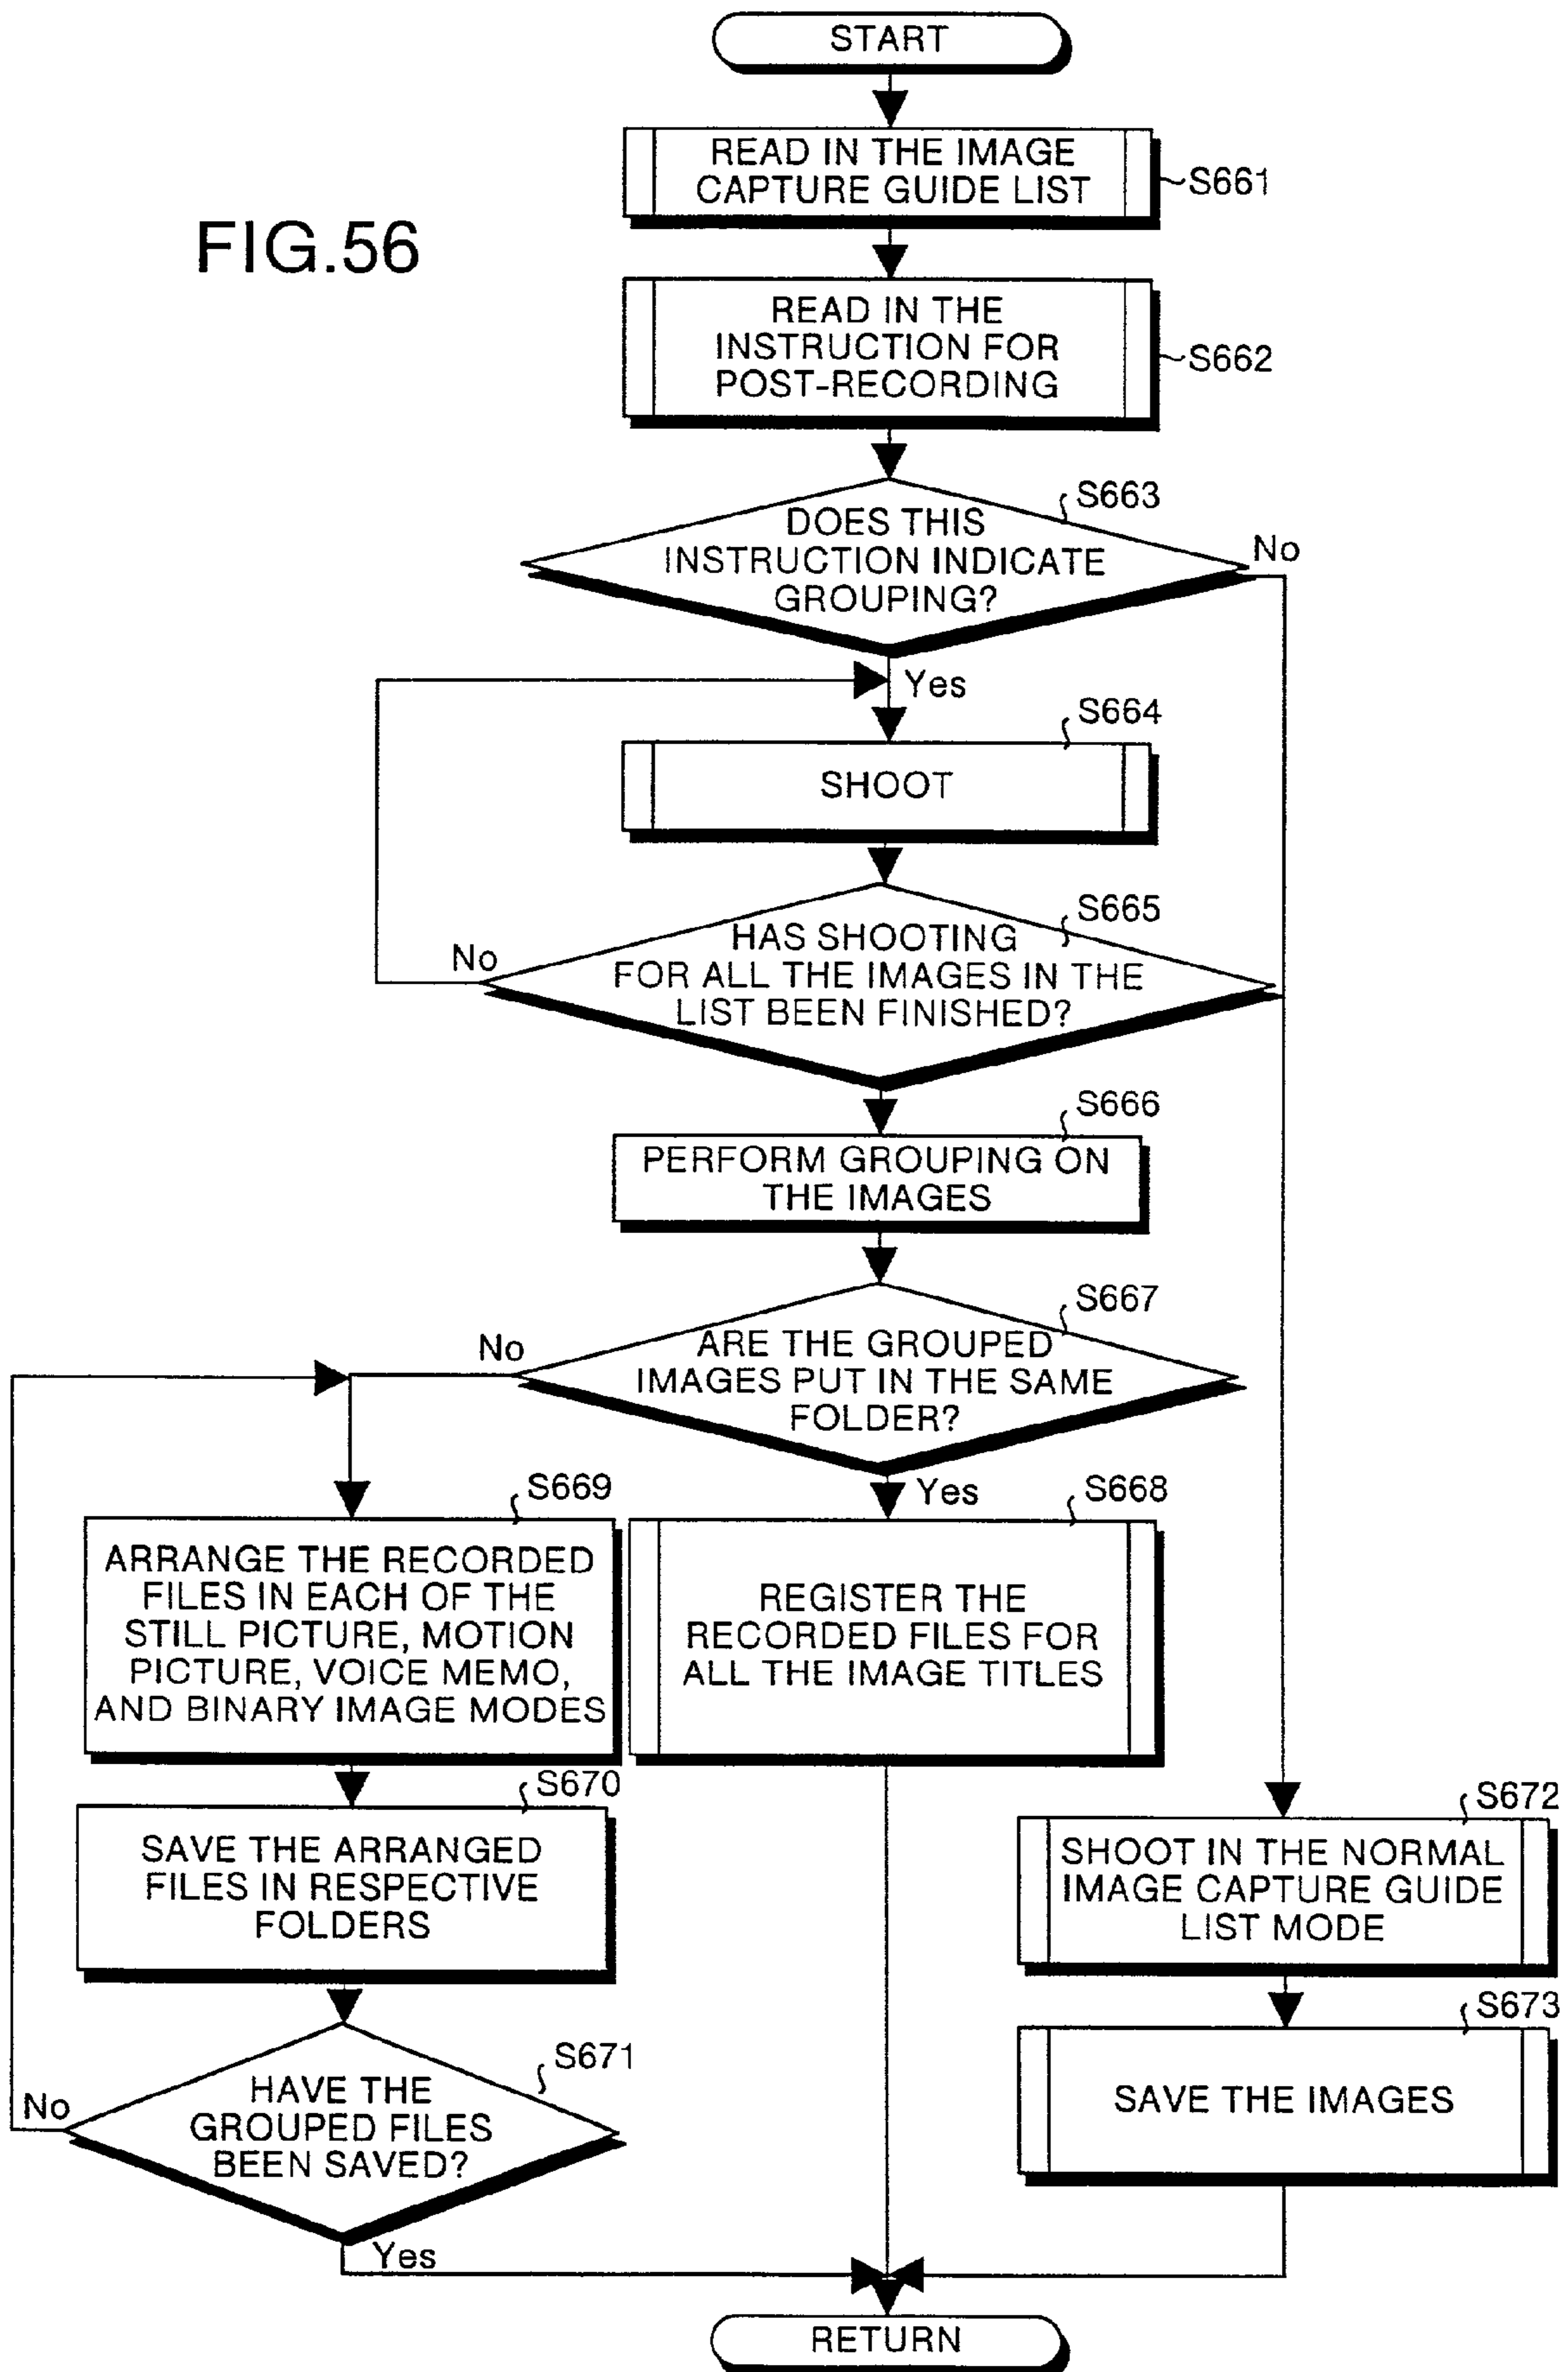 START
READ IN THE IMAGE
CAPTURE GUIDE LIST
S661
FIG.56
READ IN THE
INSTRUCTION FOR
POST-RECORDING
S662
S663
DOES THIS
INSTRUCTION INDICATE
GROUPING?
No
Yes
S664
SHOOT
S665
HAS SHOOTING
FOR ALL THE IMAGES IN THE
LIST BEEN FINISHED?
No
S666
PERFORM GROUPING ON
THE IMAGES
S667
ARE THE GROUPED
IMAGES PUT IN THE SAME
FOLDER?
No
Yes
S669
ARRANGE THE RECORDED
FILES IN EACH OF THE
STILL PICTURE, MOTION
PICTURE, VOICE MEMO,
AND BINARY IMAGE MODES
S668
REGISTER THE
RECORDED FILES FOR
ALL THE IMAGE TITLES
S670
SAVE THE ARRANGED
FILES IN RESPECTIVE
FOLDERS
S672
SHOOT IN THE NORMAL
IMAGE CAPTURE GUIDE
LIST MODE
S671
HAVE THE
GROUPED FILES
BEEN SAVED?
No
Yes
S673
SAVE THE IMAGES
RETURN